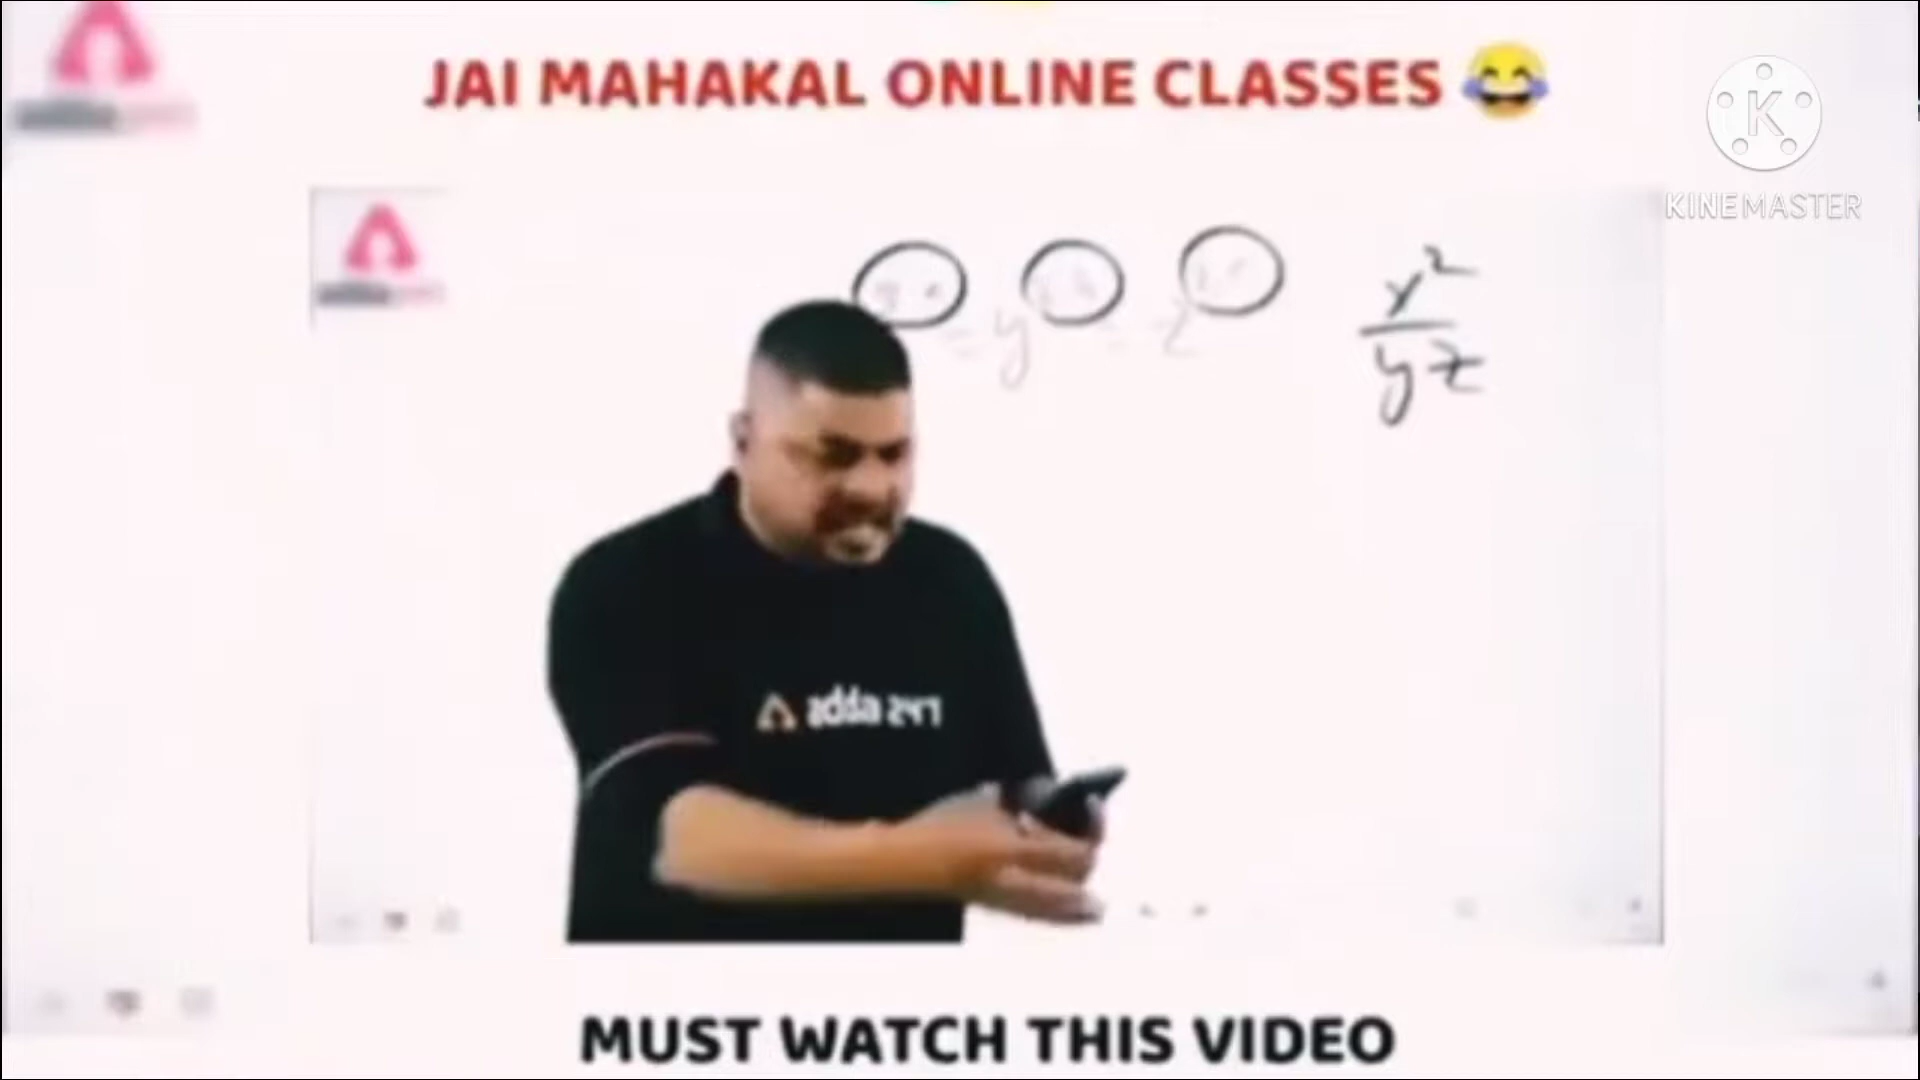 JAI MAHAKAL ONLINE CLASSES 😂
KINEMASTER
= y = z
x²
yz
adda 247
MUST WATCH THIS VIDEO